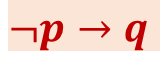 ¬p → q